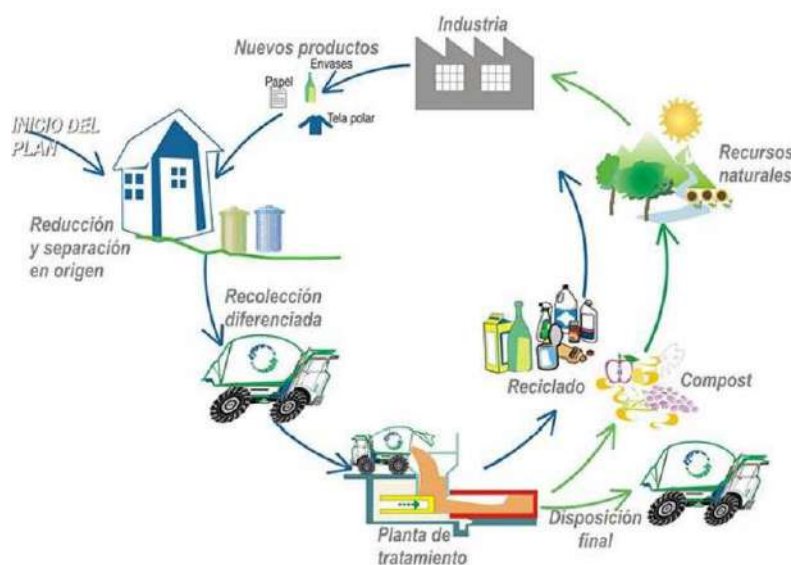 Industria
Nuevos productos
Envases
Papel
Tela polar
INICIO DEL
PLAN
Recursos
naturales
Reducción
y separación
en origen
Recolección
diferenciada
Reciclado
Compost
Planta de
tratamiento
Disposición
final